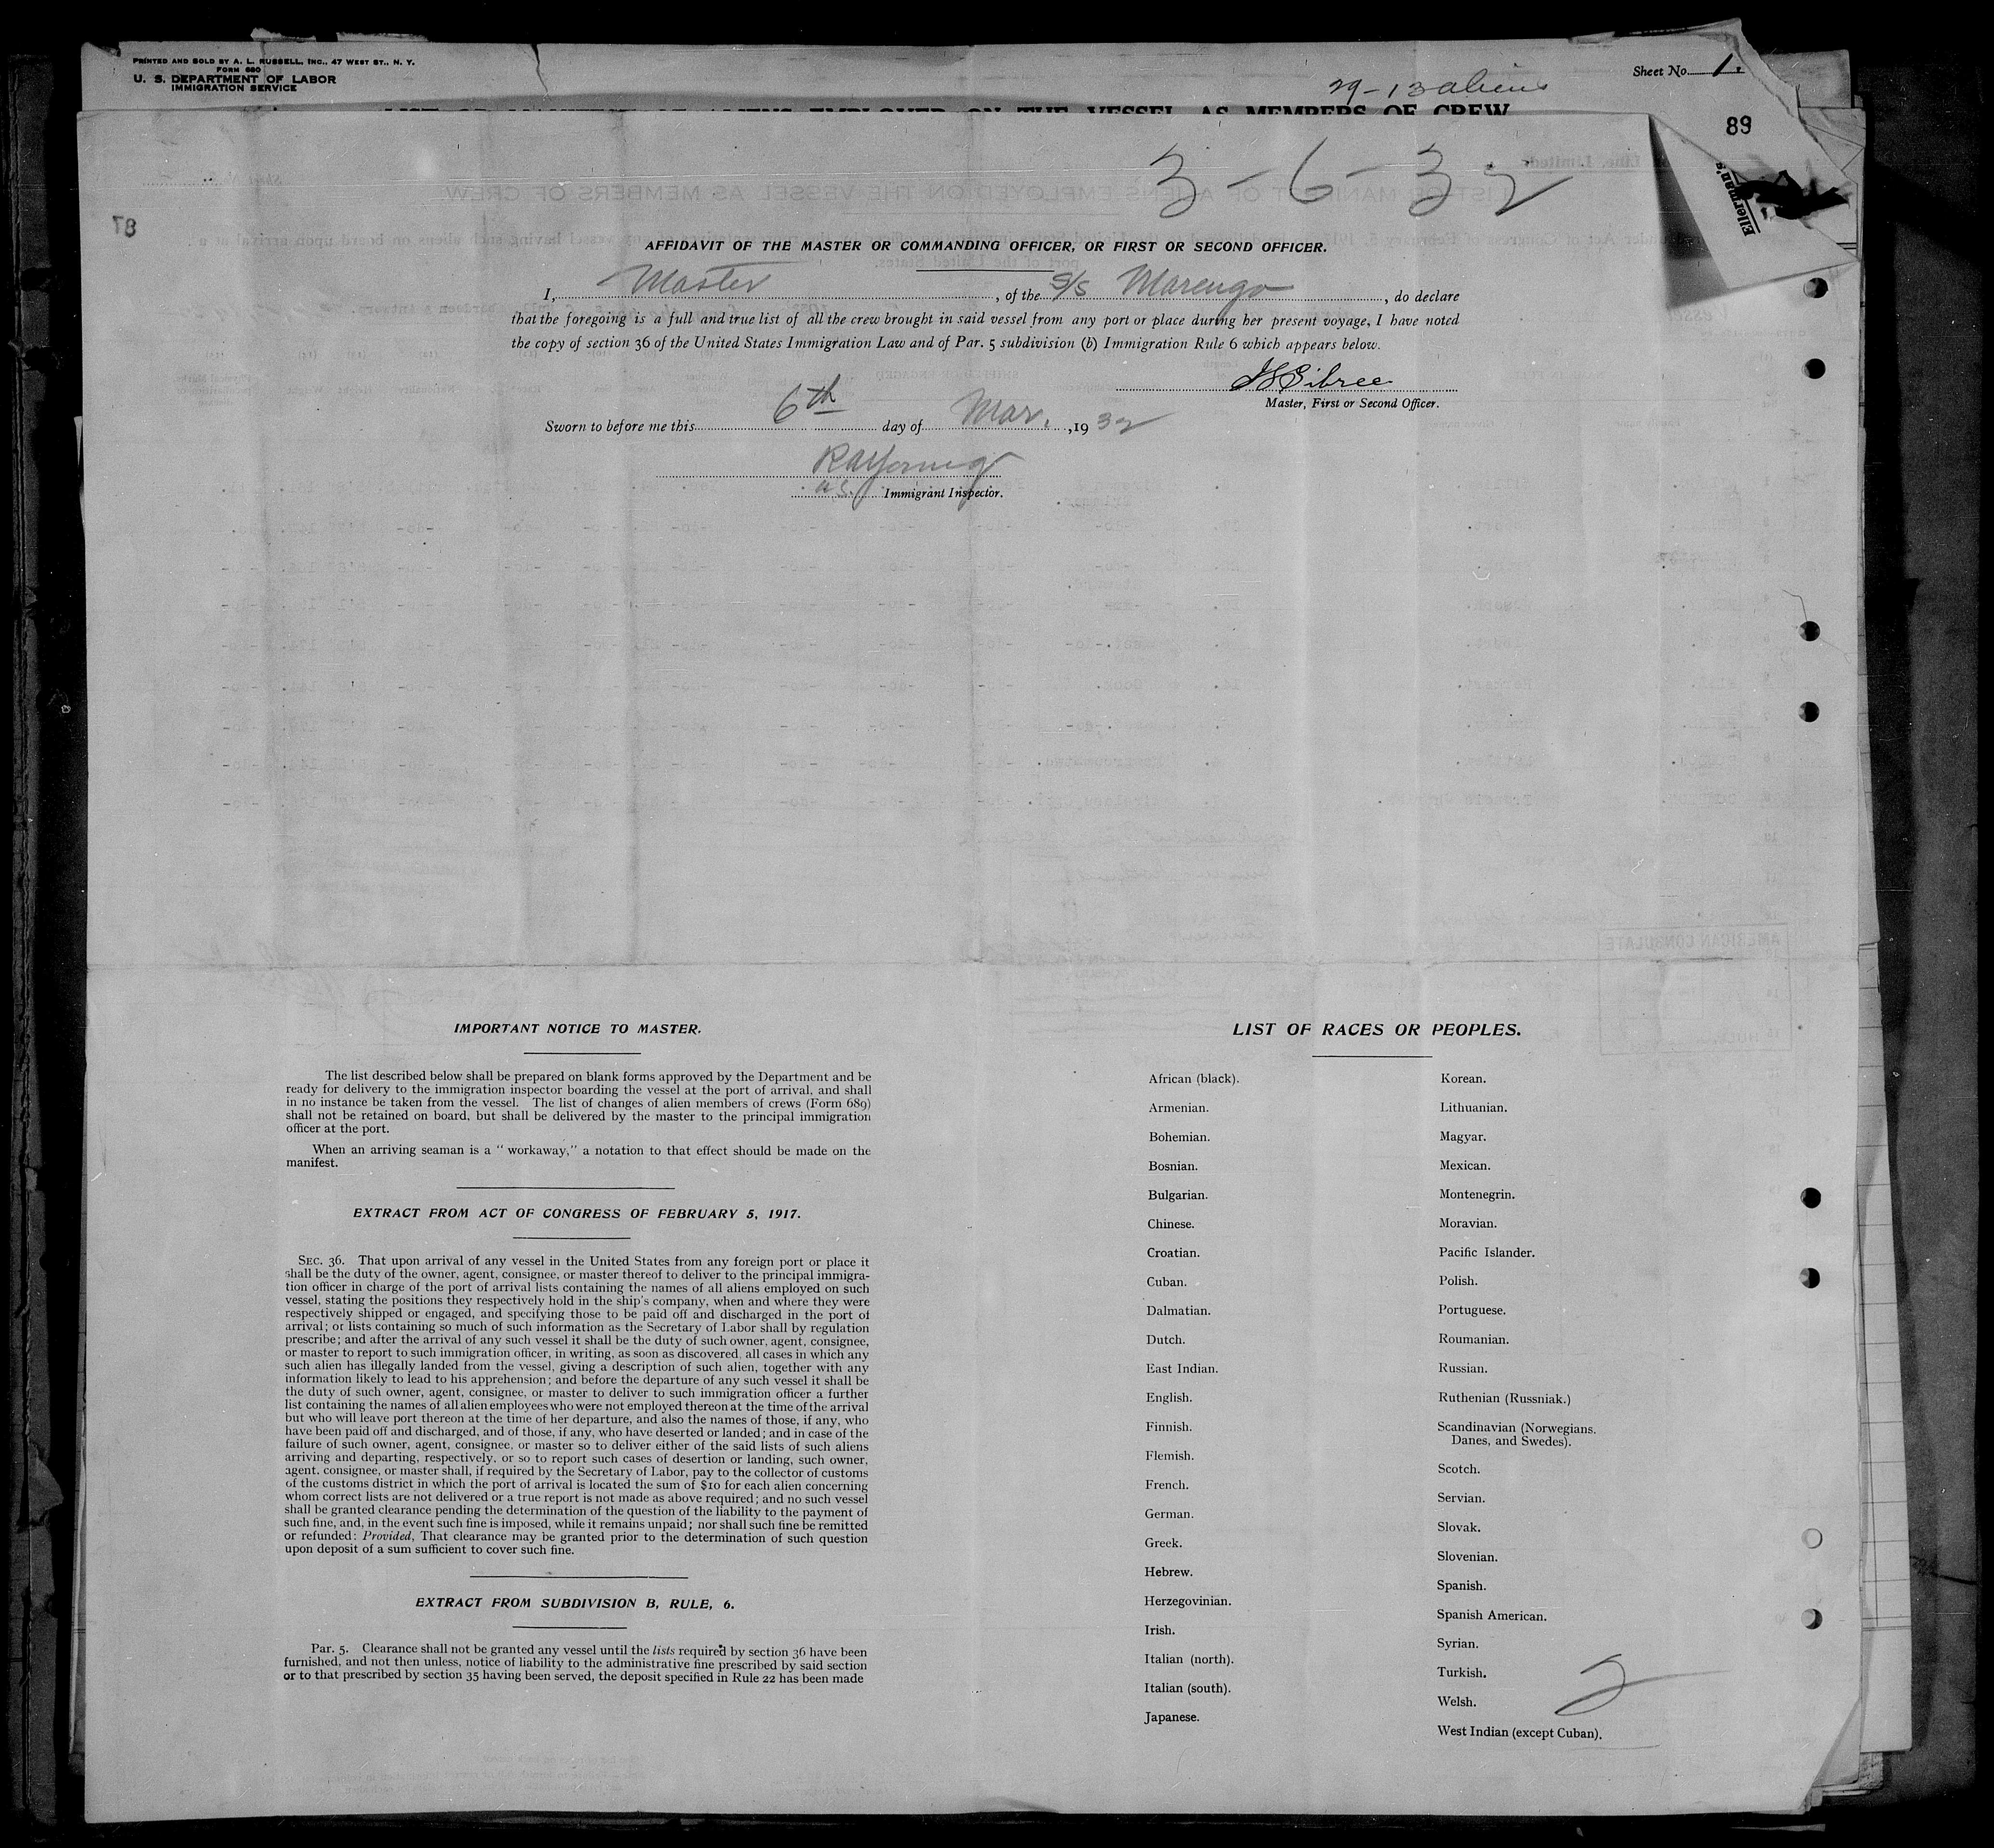 PRINTED AND SOLD BY A. L. RUSSELL, INC., 47 WEST ST., N. Y.
FORM 680
U. S. DEPARTMENT OF LABOR
IMMIGRATION SERVICE
Sheet No. 1.
29-13 aliens
EMPLOYED ON THE VESSEL AS MEMBERS OF CREW
89
Ellerman's
3-6-32
87
AFFIDAVIT OF THE MASTER OR COMMANDING OFFICER, OR FIRST OR SECOND OFFICER.
I, Master, of the S/S Marengo, do declare
that the foregoing is a full and true list of all the crew brought in said vessel from any port or place during her present voyage, I have noted
the copy of section 36 of the United States Immigration Law and of Par. 5 subdivision (b) Immigration Rule 6 which appears below.
Master, First or Second Officer.
Sworn to before me this 6th day of Mar., 1932
RA Young
U.S. Immigrant Inspector.
IMPORTANT NOTICE TO MASTER.
The list described below shall be prepared on blank forms approved by the Department and be
ready for delivery to the immigration inspector boarding the vessel at the port of arrival, and shall
in no instance be taken from the vessel. The list of changes of alien members of crews (Form 689)
shall not be retained on board, but shall be delivered by the master to the principal immigration
officer at the port.
When an arriving seaman is a "workaway," a notation to that effect should be made on the
manifest.
EXTRACT FROM ACT OF CONGRESS OF FEBRUARY 5, 1917.
SEC. 36. That upon arrival of any vessel in the United States from any foreign port or place it
shall be the duty of the owner, agent, consignee, or master thereof to deliver to the principal immigra-
tion officer in charge of the port of arrival lists containing the names of all aliens employed on such
vessel, stating the positions they respectively hold in the ship's company, when and where they were
respectively shipped or engaged, and specifying those to be paid off and discharged in the port of
arrival; or lists containing so much of such information as the Secretary of Labor shall by regulation
prescribe; and after the arrival of any such vessel it shall be the duty of such owner, agent, consignee,
or master to report to such immigration officer, in writing, as soon as discovered, all cases in which any
such alien has illegally landed from the vessel, giving a description of such alien, together with any
information likely to lead to his apprehension; and before the departure of any such vessel it shall be
the duty of such owner, agent, consignee, or master to deliver to such immigration officer a further
list containing the names of all alien employees who were not employed thereon at the time of the arrival
but who will leave port thereon at the time of her departure, and also the names of those, if any, who
have been paid off and discharged, and of those, if any, who have deserted or landed; and in case of the
failure of such owner, agent, consignee, or master so to deliver either of the said lists of such aliens
arriving and departing, respectively, or so to report such cases of desertion or landing, such owner,
agent, consignee, or master shall, if required by the Secretary of Labor, pay to the collector of customs
of the customs district in which the port of arrival is located the sum of $10 for each alien concerning
whom correct lists are not delivered or a true report is not made as above required; and no such vessel
shall be granted clearance pending the determination of the question of the liability to the payment of
such fine, and, in the event such fine is imposed, while it remains unpaid; nor shall such fine be remitted
or refunded: Provided, That clearance may be granted prior to the determination of such question
upon deposit of a sum sufficient to cover such fine.
EXTRACT FROM SUBDIVISION B, RULE, 6.
Par. 5. Clearance shall not be granted any vessel until the lists required by section 36 have been
furnished, and not then unless, notice of liability to the administrative fine prescribed by said section
or to that prescribed by section 35 having been served, the deposit specified in Rule 22 has been made
LIST OF RACES OR PEOPLES.
African (black).
Armenian.
Bohemian.
Bosnian.
Bulgarian.
Chinese.
Croatian.
Cuban.
Dalmatian.
Dutch.
East Indian.
English.
Finnish.
Flemish.
French.
German.
Greek.
Hebrew.
Herzegovinian.
Irish.
Italian (north).
Italian (south).
Japanese.
Korean.
Lithuanian.
Magyar.
Mexican.
Montenegrin.
Moravian.
Pacific Islander.
Polish.
Portuguese.
Roumanian.
Russian.
Ruthenian (Russniak.)
Scandinavian (Norwegians.
Danes, and Swedes).
Scotch.
Servian.
Slovak.
Slovenian.
Spanish.
Spanish American.
Syrian.
Turkish.
Welsh.
West Indian (except Cuban).
2